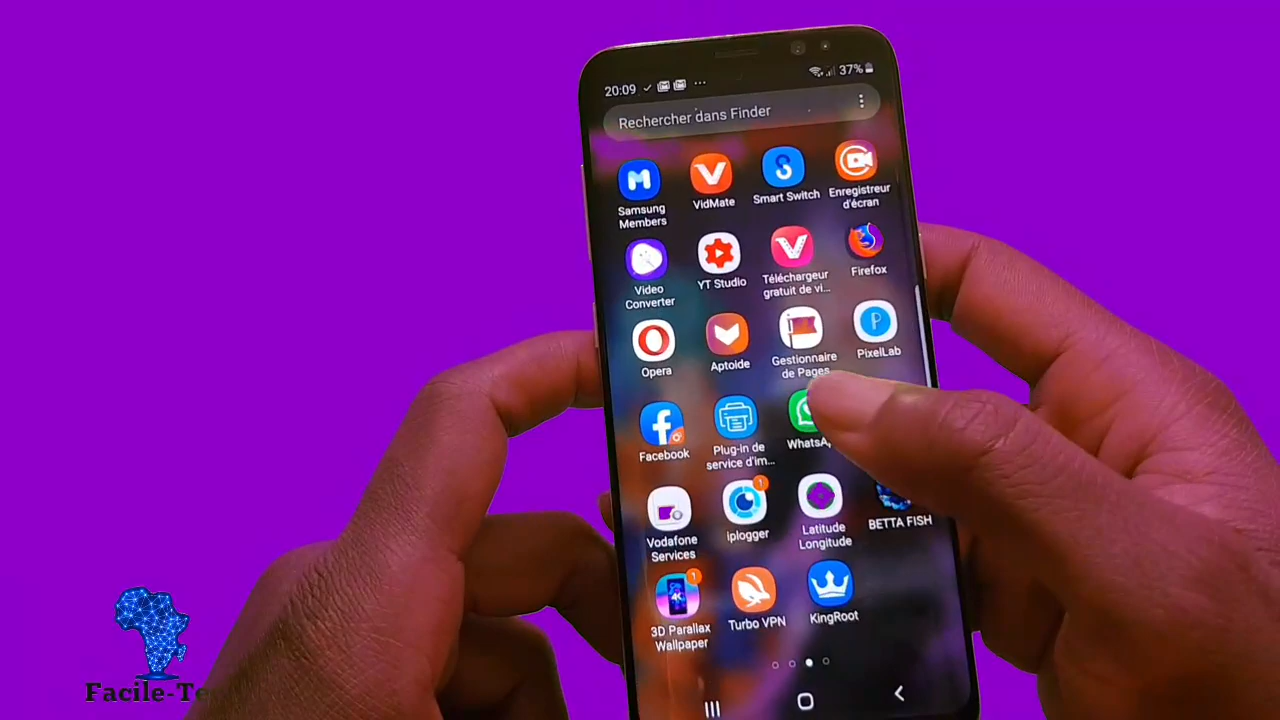 20:09
37%
Rechercher dans Finder
Samsung
Members
VidMate
Smart Switch
Enregistreur
d'écran
Video
Converter
YT Studio
Téléchargeur
gratuit de vi...
Firefox
Opera
Aptoide
Gestionnaire
de Pages
PixelLab
Facebook
Plug-in de
service d'im...
Vodafone
Services
iplogger
Latitude
Longitude
BETTA FISH
3D Parallax
Wallpaper
Turbo VPN
KingRoot